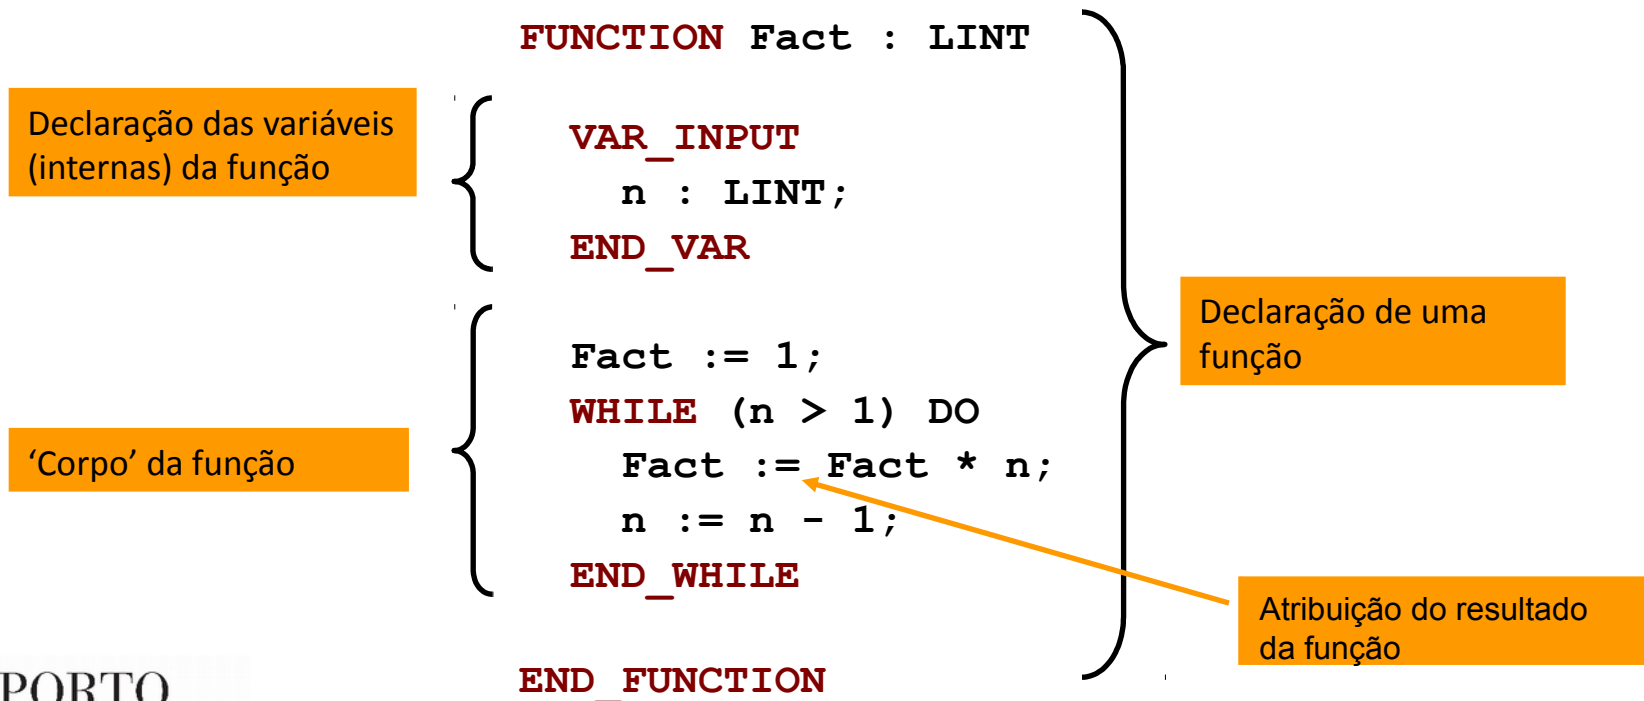 FUNCTION Fact : LINT
Declaração das variáveis
(internas) da função
VAR_INPUT
n : LINT;
END_VAR
Declaração de uma
função
Fact := 1;
WHILE (n > 1) DO
Fact := Fact * n;
n := n - 1;
END_WHILE
‘Corpo’ da função
Atribuição do resultado
da função
END_FUNCTION
PORTO